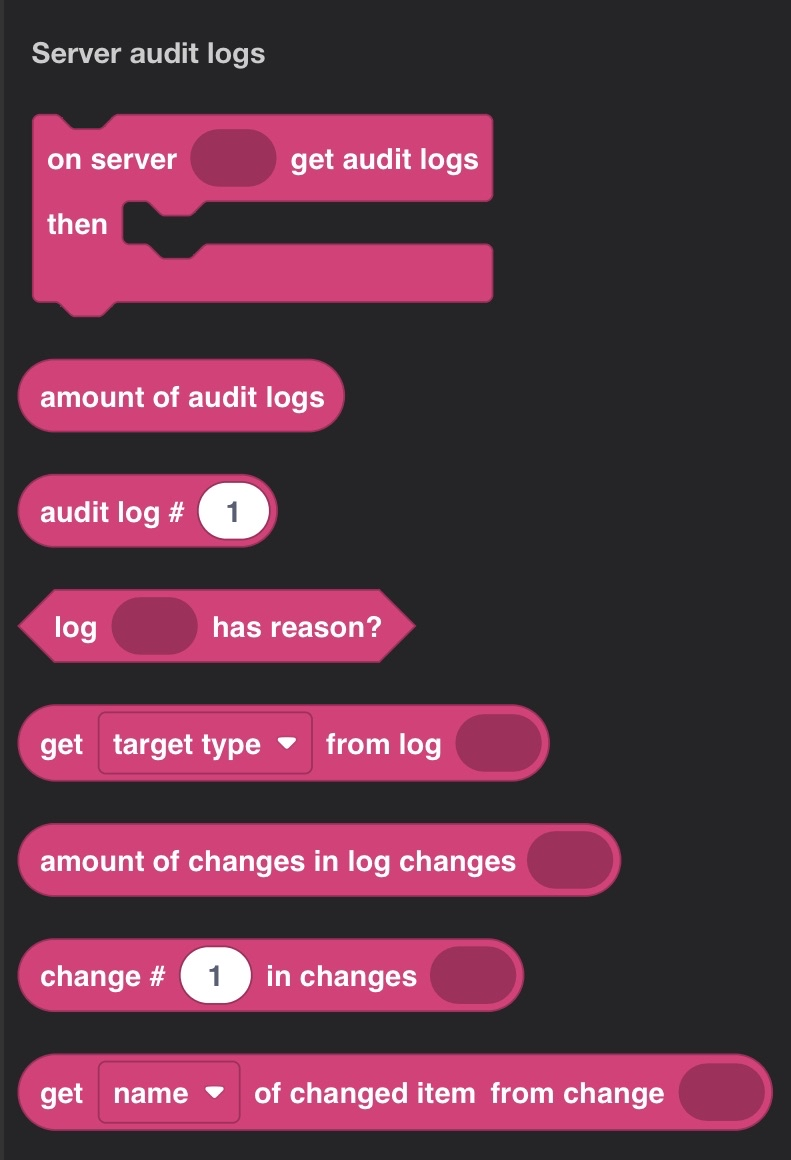 Server audit logs
on server get audit logs
then
amount of audit logs
audit log # 1
log has reason?
get target type from log
amount of changes in log changes
change # 1 in changes
get name of changed item from change